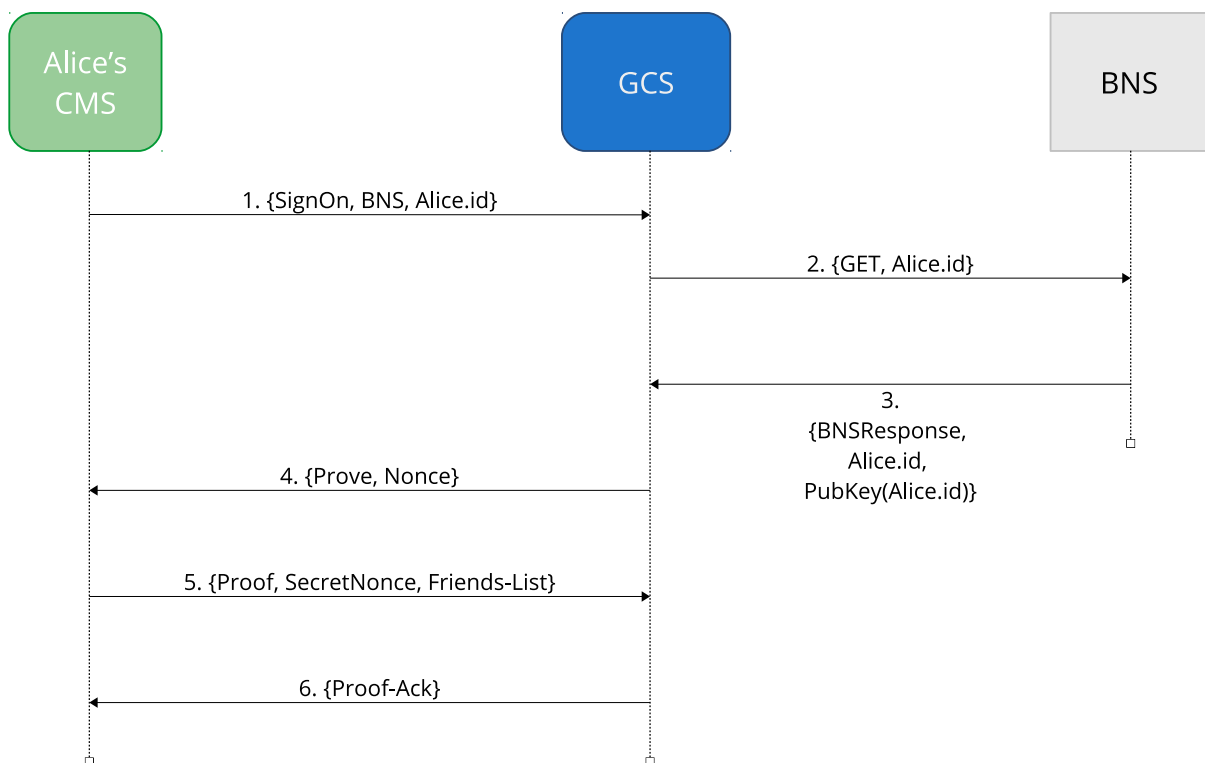 Alice’s
CMS
GCS
BNS
1. {SignOn, BNS, Alice.id}
2. {GET, Alice.id}
3.
{BNSResponse,
Alice.id,
PubKey(Alice.id)}
4. {Prove, Nonce}
5. {Proof, SecretNonce, Friends-List}
6. {Proof-Ack}